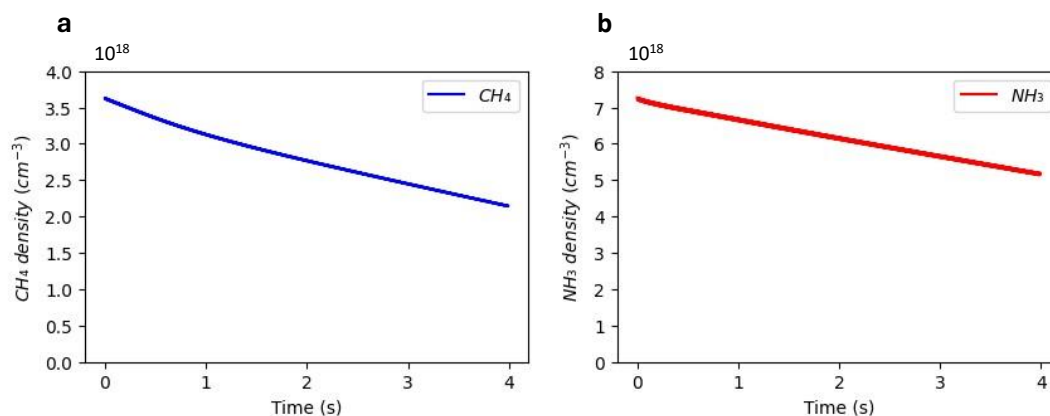 a
10¹⁸
4.0
3.5
3.0
2.5
2.0
1.5
1.0
0.5
0.0
CH₄ density (cm⁻³)
CH₄
0 1 2 3 4
Time (s)
b
10¹⁸
8
7
6
5
4
3
2
1
0
NH₃ density (cm⁻³)
NH₃
0 1 2 3 4
Time (s)